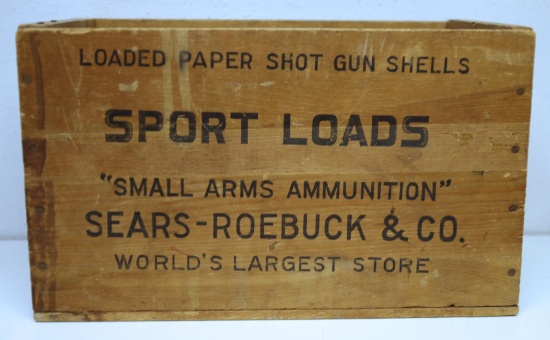 LOADED PAPER SHOT GUN SHELLS
SPORT LOADS
"SMALL ARMS AMMUNITION"
SEARS-ROEBUCK & CO.
WORLD'S LARGEST STORE